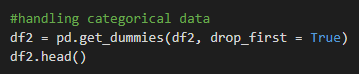 #handling categorical data
df2 = pd.get_dummies(df2, drop_first = True)
df2.head()